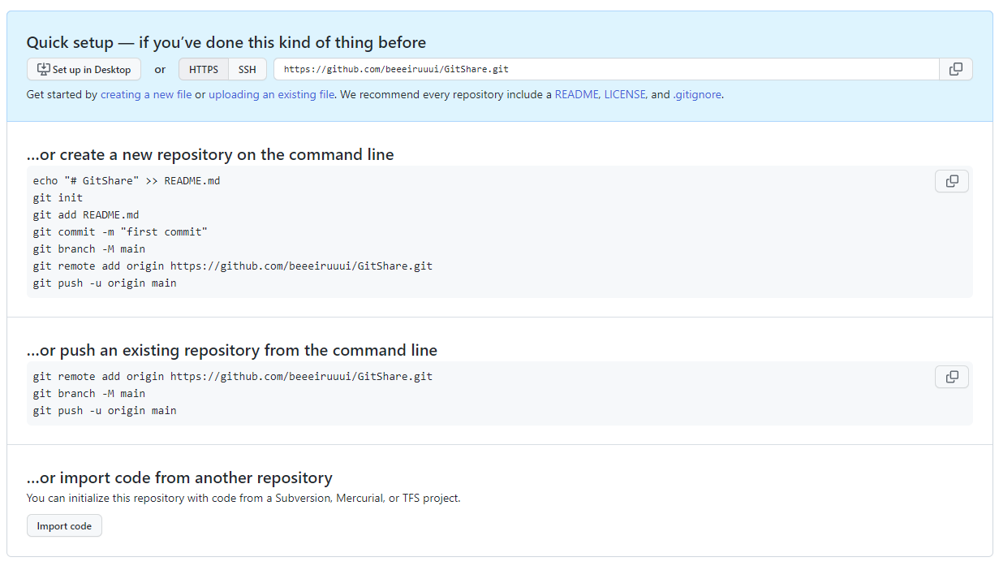 Quick setup — if you’ve done this kind of thing before
Set up in Desktop or HTTPS SSH https://github.com/beeeiruuui/GitShare.git
Get started by creating a new file or uploading an existing file. We recommend every repository include a README, LICENSE, and .gitignore.
…or create a new repository on the command line
echo "# GitShare" >> README.md
git init
git add README.md
git commit -m "first commit"
git branch -M main
git remote add origin https://github.com/beeeiruuui/GitShare.git
git push -u origin main
…or push an existing repository from the command line
git remote add origin https://github.com/beeeiruuui/GitShare.git
git branch -M main
git push -u origin main
…or import code from another repository
You can initialize this repository with code from a Subversion, Mercurial, or TFS project.
Import code